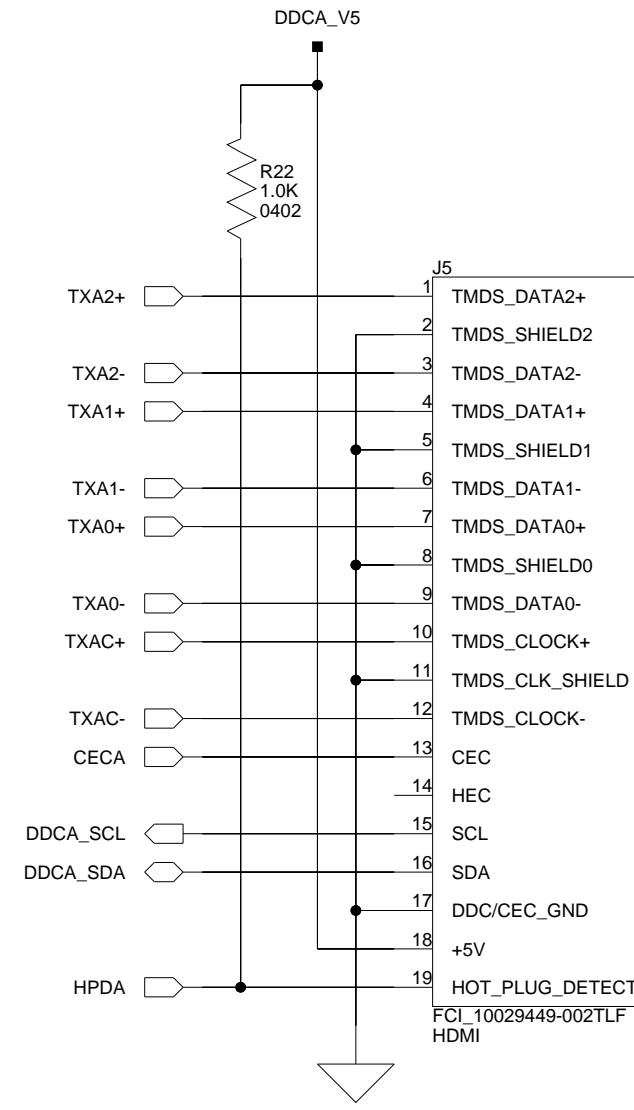 DDCA_V5
R22
1.0K
0402
J5
TXA2+ 1 TMDS_DATA2+
2 TMDS_SHIELD2
TXA2- 3 TMDS_DATA2-
TXA1+ 4 TMDS_DATA1+
5 TMDS_SHIELD1
TXA1- 6 TMDS_DATA1-
TXA0+ 7 TMDS_DATA0+
8 TMDS_SHIELD0
TXA0- 9 TMDS_DATA0-
TXAC+ 10 TMDS_CLOCK+
11 TMDS_CLK_SHIELD
TXAC- 12 TMDS_CLOCK-
CECA 13 CEC
14 HEC
DDCA_SCL 15 SCL
DDCA_SDA 16 SDA
17 DDC/CEC_GND
18 +5V
HPDA 19 HOT_PLUG_DETECT
FCI_10029449-002TLF
HDMI